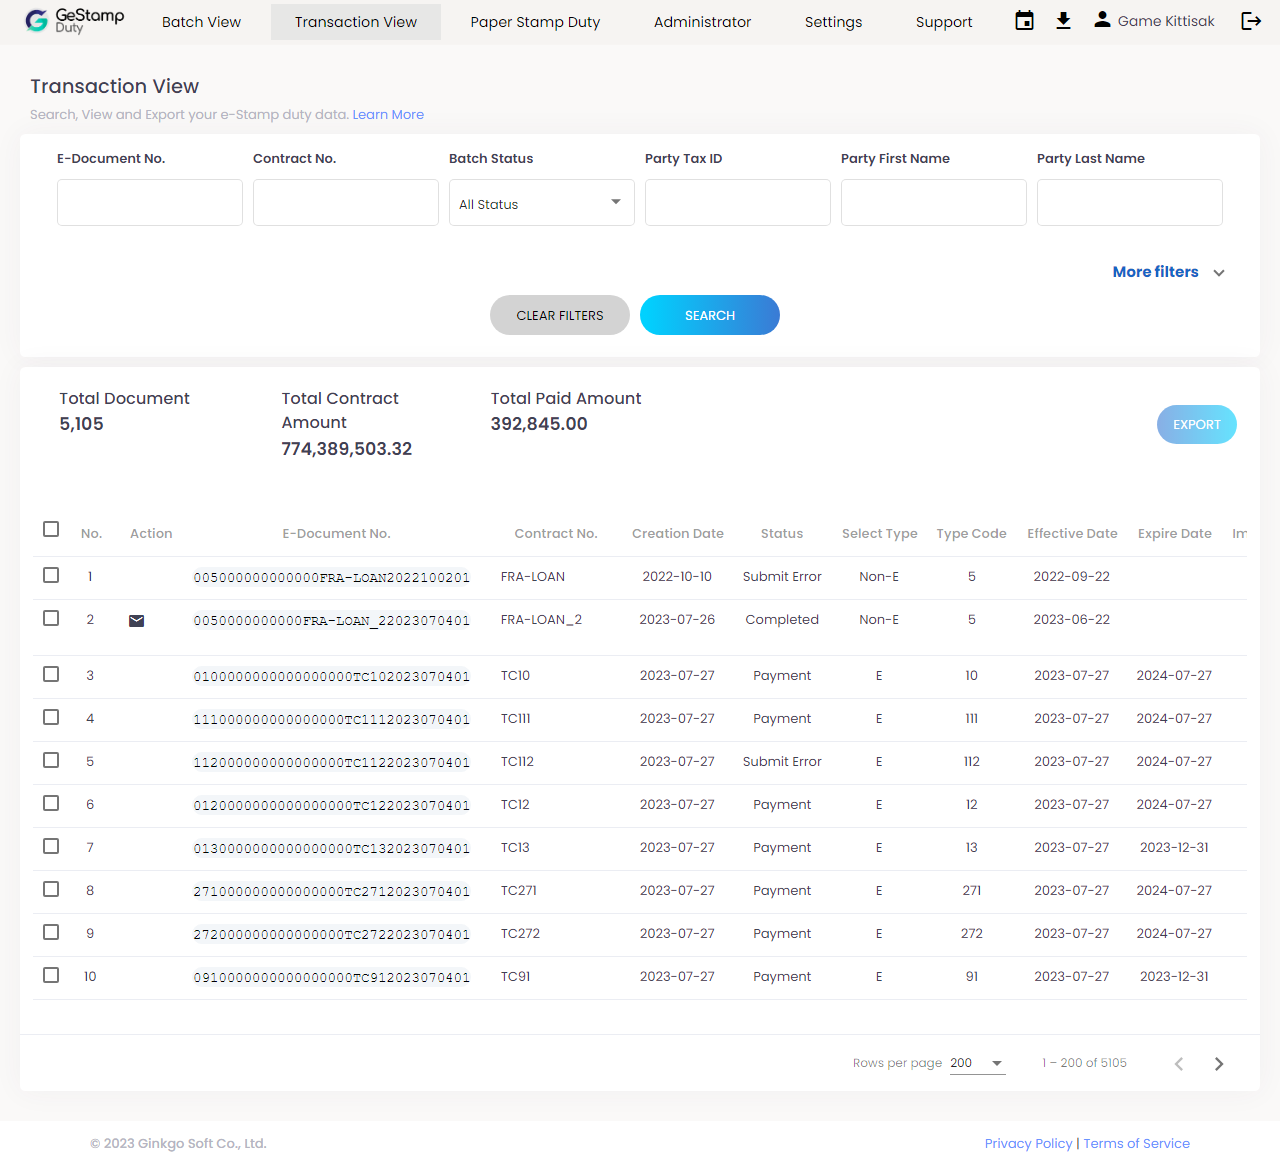 GeStamp
Duty
Batch View
Transaction View
Paper Stamp Duty
Administrator
Settings
Support
Game Kittisak
Transaction View
Search, View and Export your e-Stamp duty data. Learn More
E-Document No. Contract No. Batch Status Party Tax ID Party First Name Party Last Name
All Status
More filters
CLEAR FILTERS SEARCH
Total Document
5,105
Total Contract
Amount
774,389,503.32
Total Paid Amount
392,845.00
EXPORT
No. Action E-Document No. Contract No. Creation Date Status Select Type Type Code Effective Date Expire Date Im
1 005000000000000FRA-LOAN2022100201 FRA-LOAN 2022-10-10 Submit Error Non-E 5 2022-09-22
2 0050000000000FRA-LOAN_22023070401 FRA-LOAN_2 2023-07-26 Completed Non-E 5 2023-06-22
3 0100000000000000000TC102023070401 TC10 2023-07-27 Payment E 10 2023-07-27 2024-07-27
4 111000000000000000TC1112023070401 TC111 2023-07-27 Payment E 111 2023-07-27 2024-07-27
5 112000000000000000TC1122023070401 TC112 2023-07-27 Submit Error E 112 2023-07-27 2024-07-27
6 0120000000000000000TC122023070401 TC12 2023-07-27 Payment E 12 2023-07-27 2024-07-27
7 0130000000000000000TC132023070401 TC13 2023-07-27 Payment E 13 2023-07-27 2023-12-31
8 271000000000000000TC2712023070401 TC271 2023-07-27 Payment E 271 2023-07-27 2024-07-27
9 272000000000000000TC2722023070401 TC272 2023-07-27 Payment E 272 2023-07-27 2024-07-27
10 0910000000000000000TC912023070401 TC91 2023-07-27 Payment E 91 2023-07-27 2023-12-31
Rows per page 200 1 – 200 of 5105
© 2023 Ginkgo Soft Co., Ltd.
Privacy Policy | Terms of Service